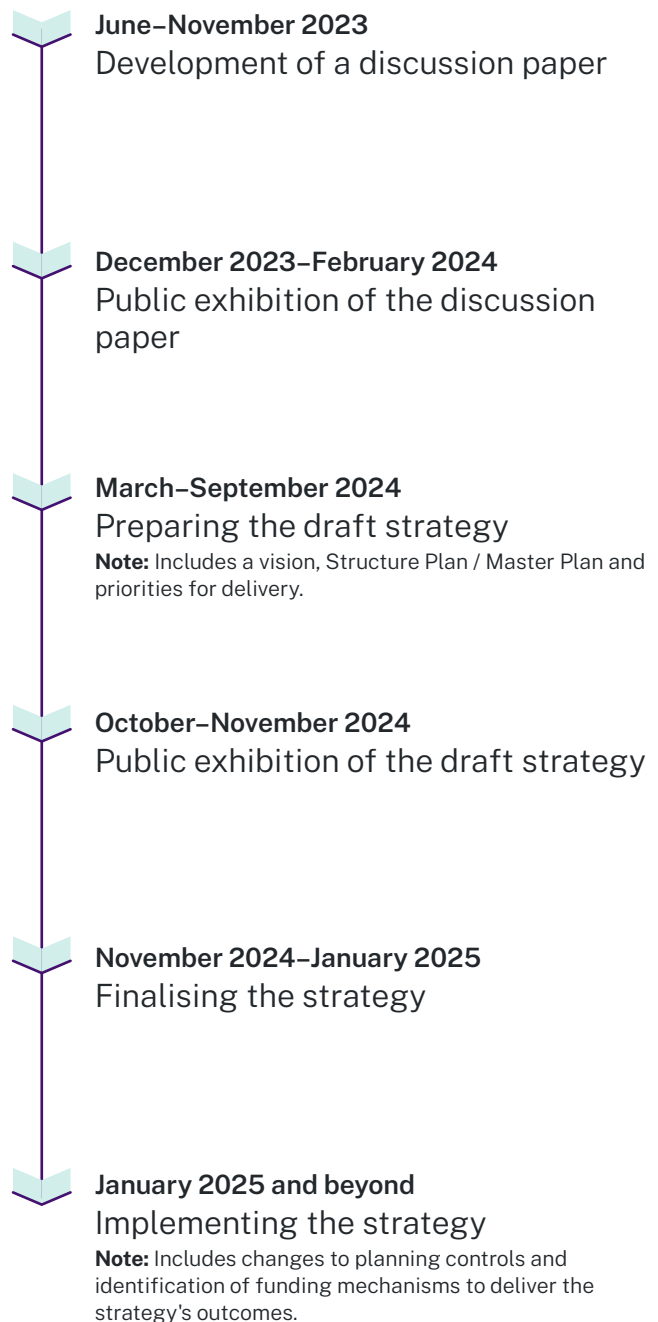 June–November 2023
Development of a discussion paper
December 2023–February 2024
Public exhibition of the discussion
paper
March–September 2024
Preparing the draft strategy
Note: Includes a vision, Structure Plan / Master Plan and
priorities for delivery.
October–November 2024
Public exhibition of the draft strategy
November 2024–January 2025
Finalising the strategy
January 2025 and beyond
Implementing the strategy
Note: Includes changes to planning controls and
identification of funding mechanisms to deliver the
strategy's outcomes.